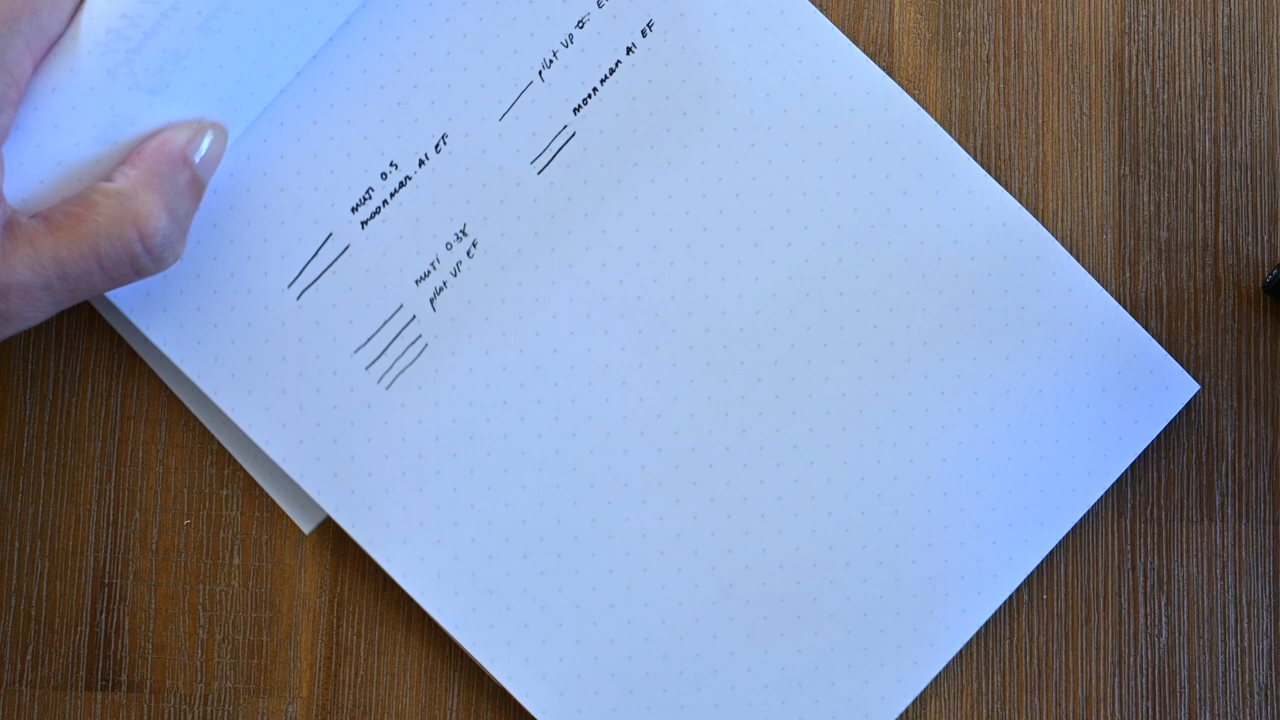 muji 0.5
moonman A1 EF
muji 0.38
pilot VP EF
pilot VP
moonman A1 EF